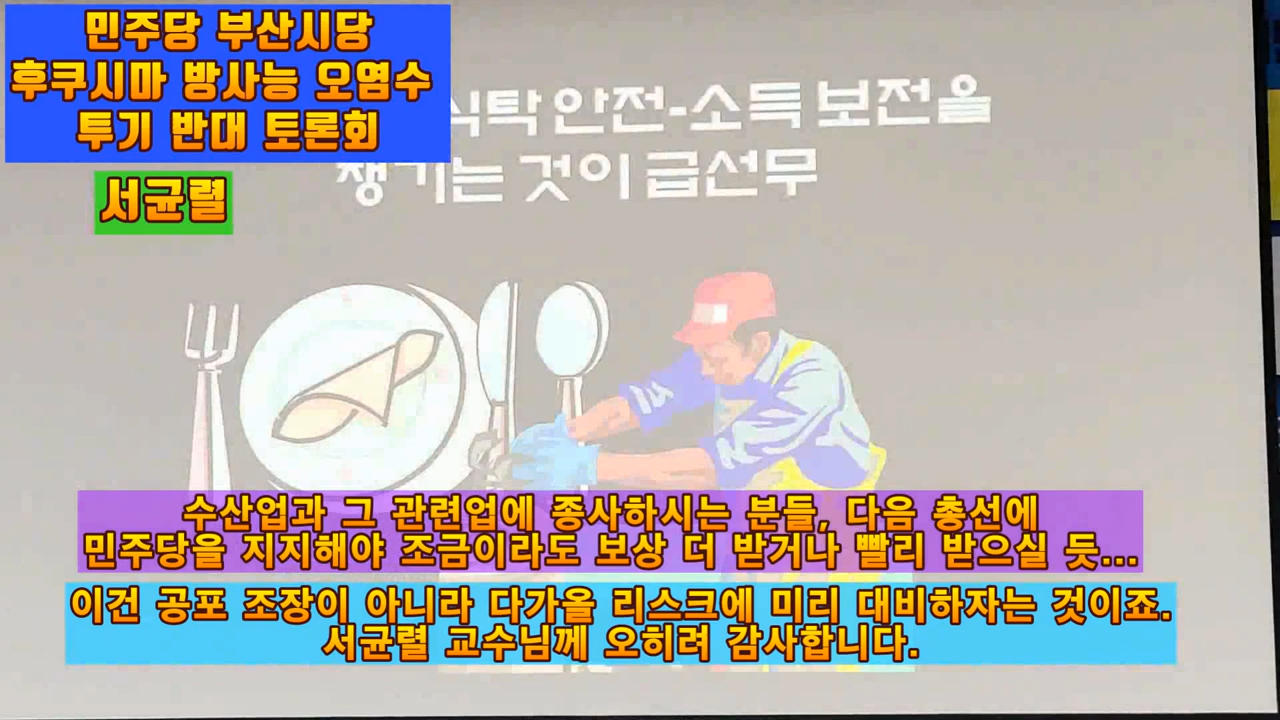 민주당 부산시당
후쿠시마 방사능 오염수
투기 반대 토론회
서균렬
식탁 안전-소득 보전을
챙기는 것이 급선무
수산업과 그 관련업에 종사하시는 분들, 다음 총선에
민주당을 지지해야 조금이라도 보상 더 받거나 빨리 받으실 듯...
이건 공포 조장이 아니라 다가올 리스크에 미리 대비하자는 것이죠.
서균렬 교수님께 오히려 감사합니다.